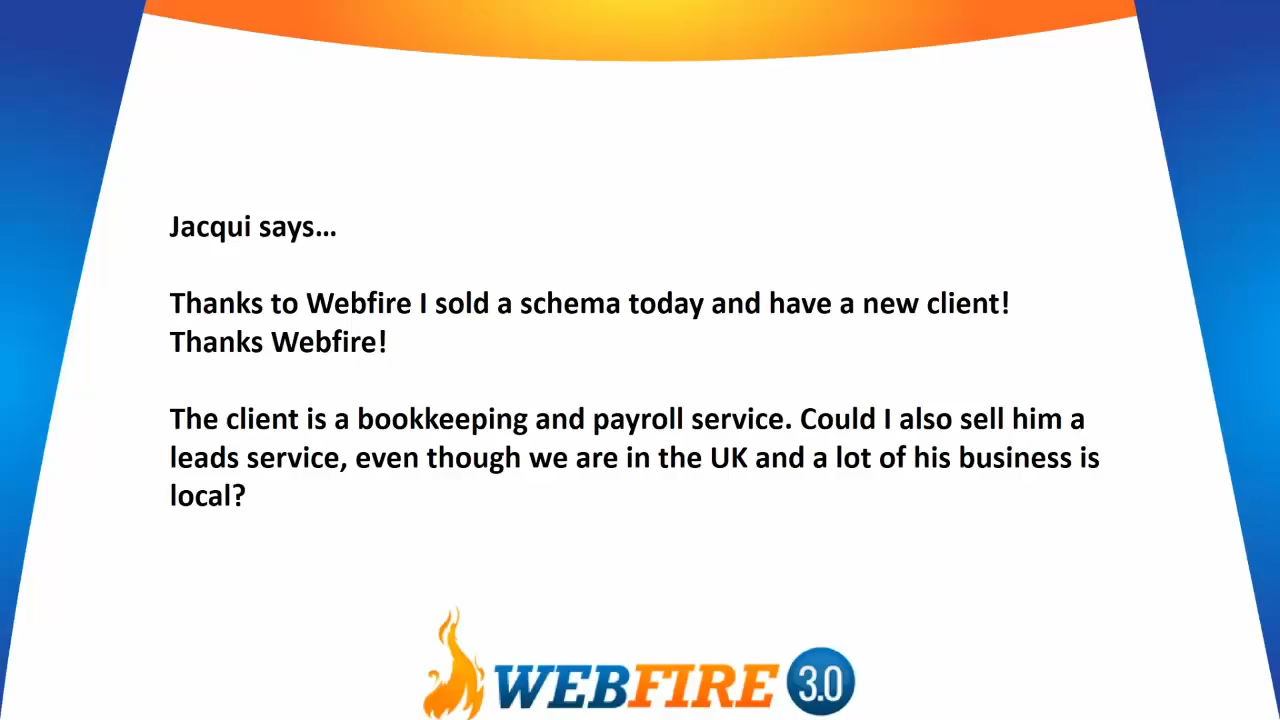 Jacqui says...
Thanks to Webfire I sold a schema today and have a new client!
Thanks Webfire!
The client is a bookkeeping and payroll service. Could I also sell him a
leads service, even though we are in the UK and a lot of his business is
local?
WEBFIRE 3.0